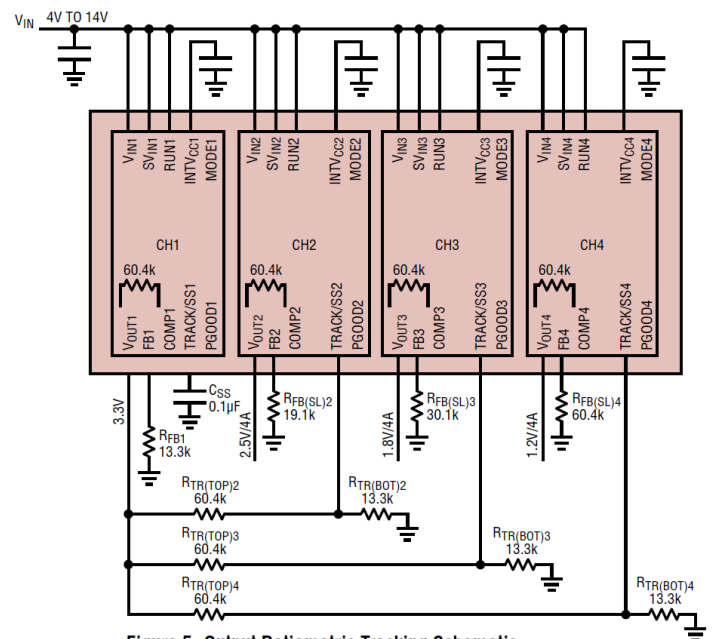 VIN 4V TO 14V
VIN1 SVIN1 RUN1 INTVCC1 MODE1
VIN2 SVIN2 RUN2 INTVCC2 MODE2
VIN3 SVIN3 RUN3 INTVCC3 MODE3
VIN4 SVIN4 RUN4 INTVCC4 MODE4
CH1 CH2 CH3 CH4
60.4k 60.4k 60.4k 60.4k
VOUT1 FB1 COMP1 TRACK/SS1 PGOOD1
VOUT2 FB2 COMP2 TRACK/SS2 PGOOD2
VOUT3 FB3 COMP3 TRACK/SS3 PGOOD3
VOUT4 FB4 COMP4 TRACK/SS4 PGOOD4
3.3V
RFB1
13.3k
CSS
0.1µF
2.5V/4A
RFB(SL)2
19.1k
1.8V/4A
RFB(SL)3
30.1k
1.2V/4A
RFB(SL)4
60.4k
RTR(TOP)2
60.4k
RTR(BOT)2
13.3k
RTR(TOP)3
60.4k
RTR(BOT)3
13.3k
RTR(TOP)4
60.4k
RTR(BOT)4
13.3k
Figure 5. Output Ratiometric Tracking Schematic